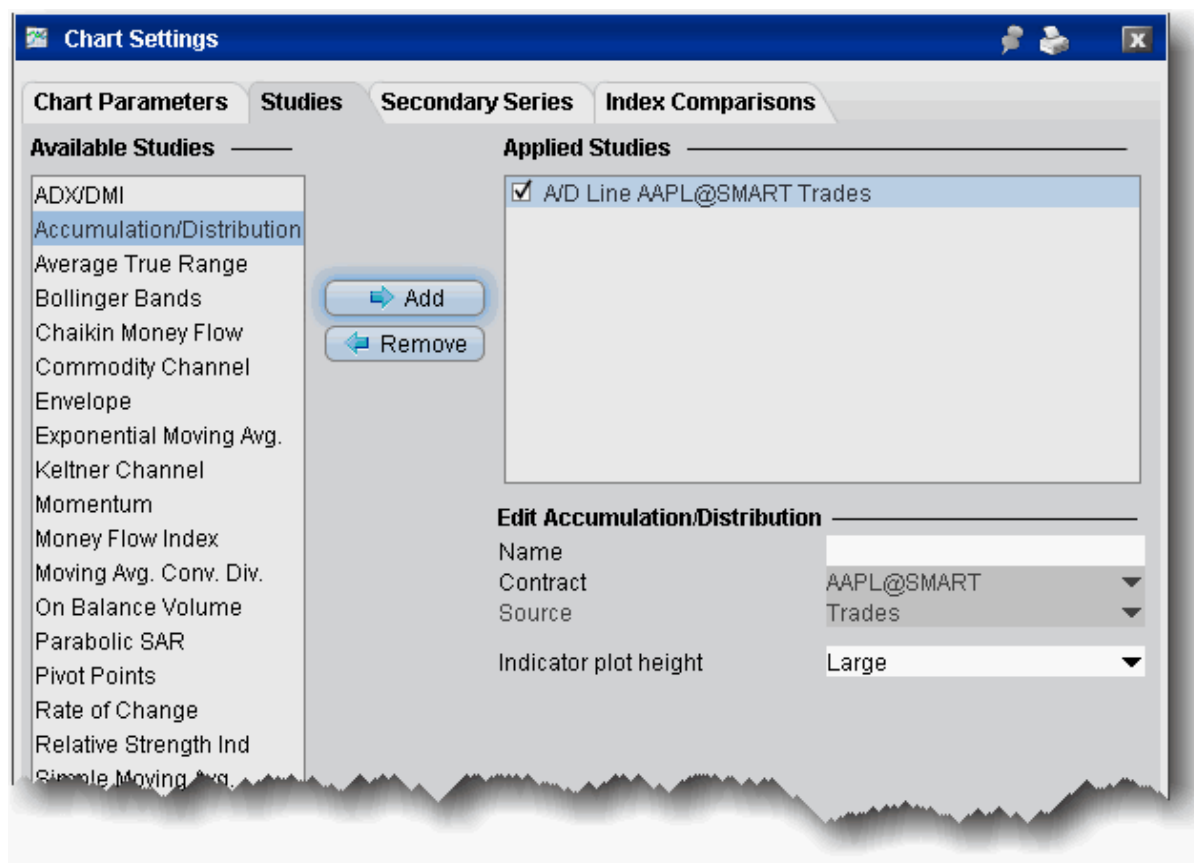 Chart Settings
Chart Parameters Studies Secondary Series Index Comparisons
Available Studies
ADX/DMI
Accumulation/Distribution
Average True Range
Bollinger Bands
Chaikin Money Flow
Commodity Channel
Envelope
Exponential Moving Avg.
Keltner Channel
Momentum
Money Flow Index
Moving Avg. Conv. Div.
On Balance Volume
Parabolic SAR
Pivot Points
Rate of Change
Relative Strength Ind
Simple Moving Avg.
Add
Remove
Applied Studies
A/D Line AAPL@SMART Trades
Edit Accumulation/Distribution
Name
Contract AAPL@SMART
Source Trades
Indicator plot height Large